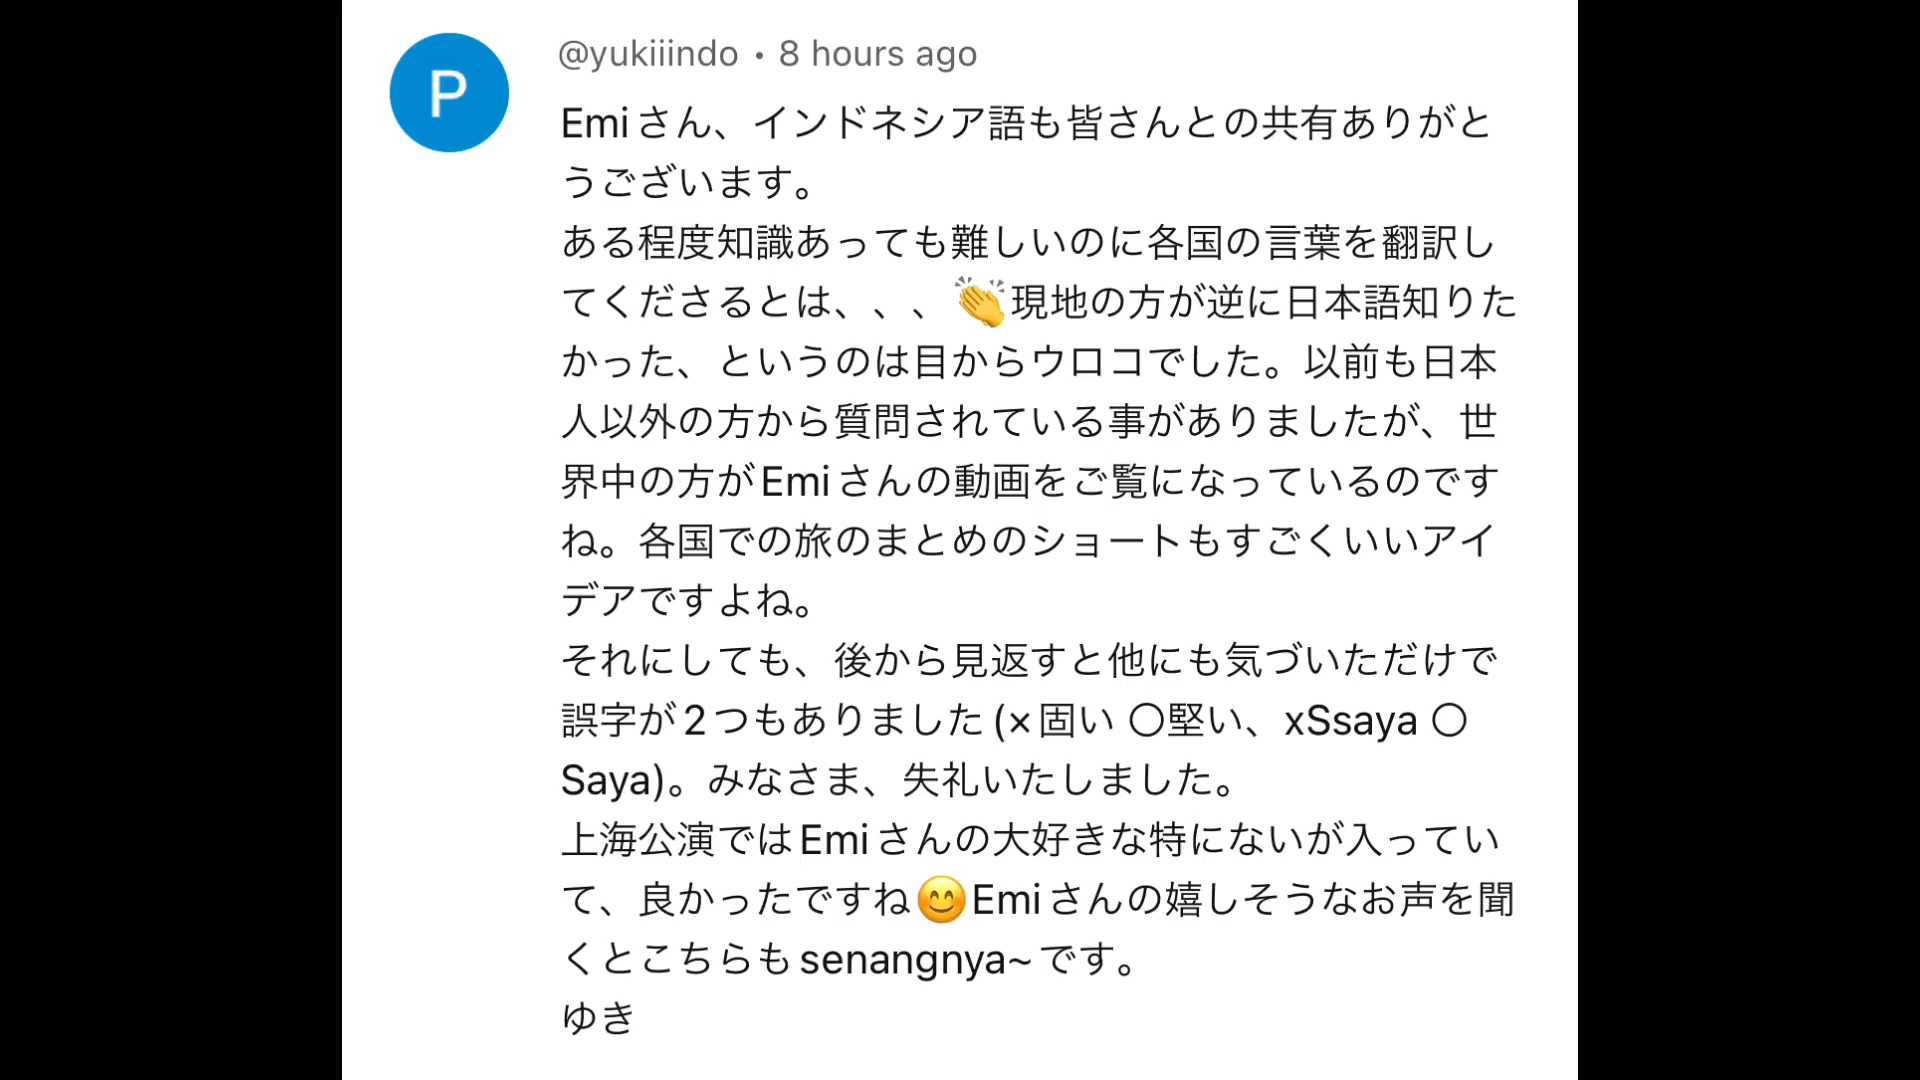 P
@yukiiindo • 8 hours ago
Emiさん、インドネシア語も皆さんとの共有ありがと
うございます。
ある程度知識あっても難しいのに各国の言葉を翻訳し
てくださるとは、、、👏現地の方が逆に日本語知りた
かった、というのは目からウロコでした。以前も日本
人以外の方から質問されている事がありましたが、世
界中の方がEmiさんの動画をご覧になっているのです
ね。各国での旅のまとめのショートもすごくいいアイ
デアですよね。
それにしても、後から見返すと他にも気づいただけで
誤字が2つもありました(×固い 〇堅い、xSsaya 〇
Saya)。みなさま、失礼いたしました。
上海公演ではEmiさんの大好きな特にないが入ってい
て、良かったですね😊Emiさんの嬉しそうなお声を聞
くとこちらもsenangnya~です。
ゆき